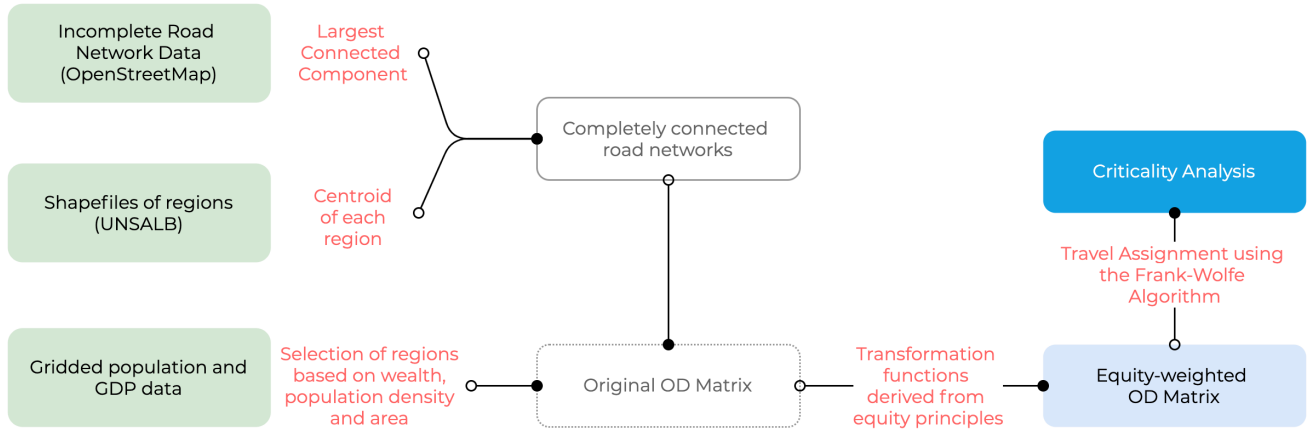 Incomplete Road
Network Data
(OpenStreetMap)
Largest
Connected
Component
Completely connected
road networks
Shapefiles of regions
(UNSALB)
Centroid
of each
region
Criticality Analysis
Travel Assignment using
the Frank-Wolfe
Algorithm
Gridded population and
GDP data
Selection of regions
based on wealth,
population density
and area
Original OD Matrix
Transformation
functions
derived from
equity principles
Equity-weighted
OD Matrix